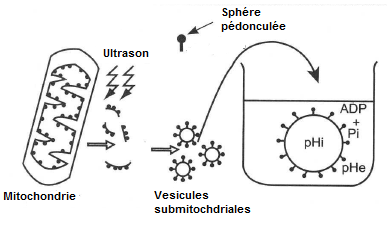 Sphére
pédonculée
Ultrason
ADP
+
Pi
pHi
pHe
Mitochondrie
Vesicules
submitochdriales